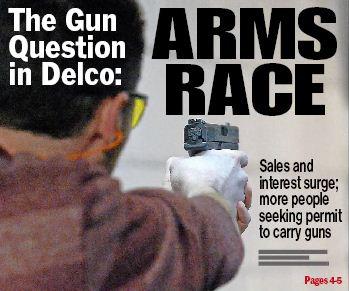 The Gun
Question
in Delco:
ARMS
RACE
Sales and
interest surge;
more people
seeking permit
to carry guns
Pages 4-5